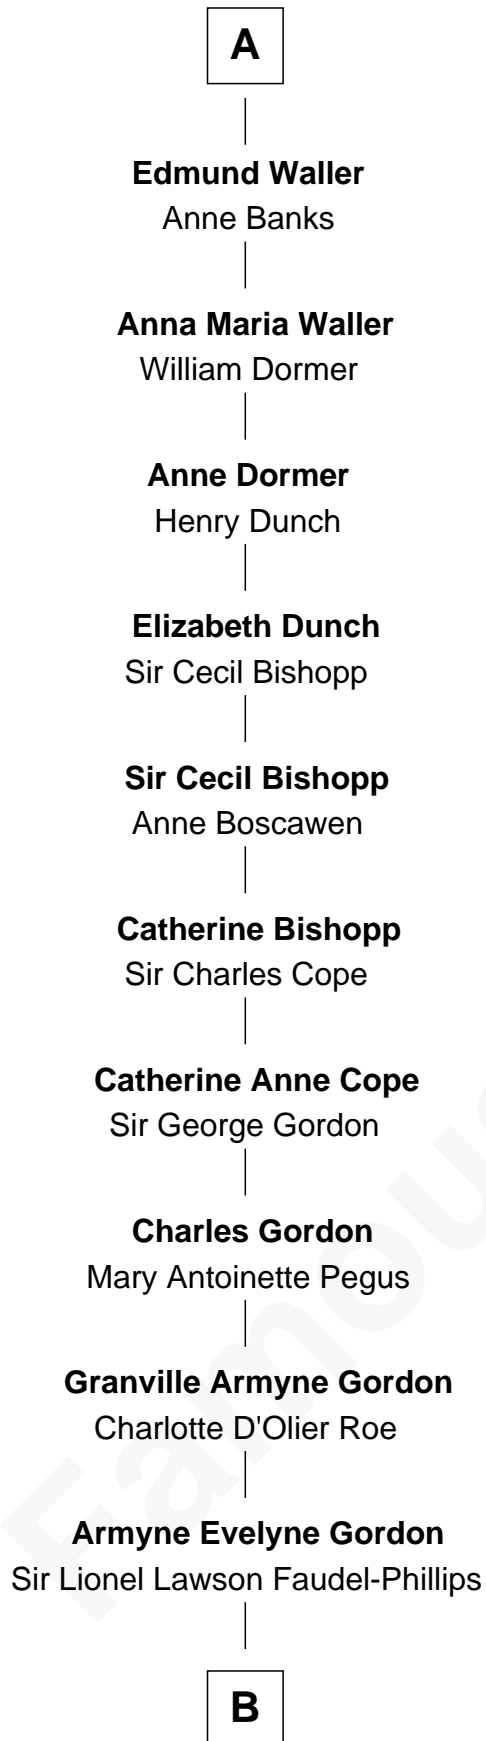 A
Edmund Waller
Anne Banks
Anna Maria Waller
William Dormer
Anne Dormer
Henry Dunch
Elizabeth Dunch
Sir Cecil Bishopp
Sir Cecil Bishopp
Anne Boscawen
Catherine Bishopp
Sir Charles Cope
Catherine Anne Cope
Sir George Gordon
Charles Gordon
Mary Antoinette Pegus
Granville Armyne Gordon
Charlotte D'Olier Roe
Armyne Evelyne Gordon
Sir Lionel Lawson Faudel-Phillips
B
Famous